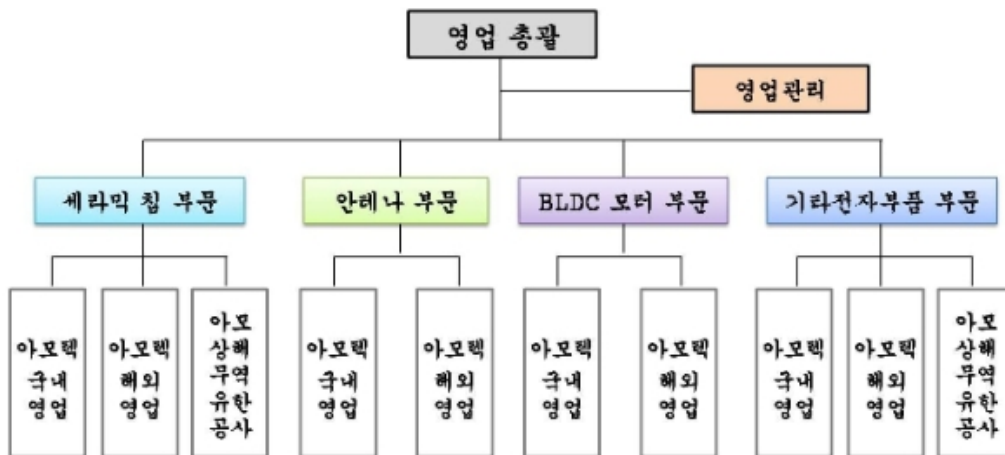 영업 총괄
영업관리
세라믹 칩 부문
안테나 부문
BLDC 모터 부문
기타전자부품 부문
아모텍
국내
영업
아모텍
해외
영업
아모
상해
무역
유한
공사
아모텍
국내
영업
아모텍
해외
영업
아모텍
국내
영업
아모텍
해외
영업
아모텍
국내
영업
아모텍
해외
영업
아모
상해
무역
유한
공사